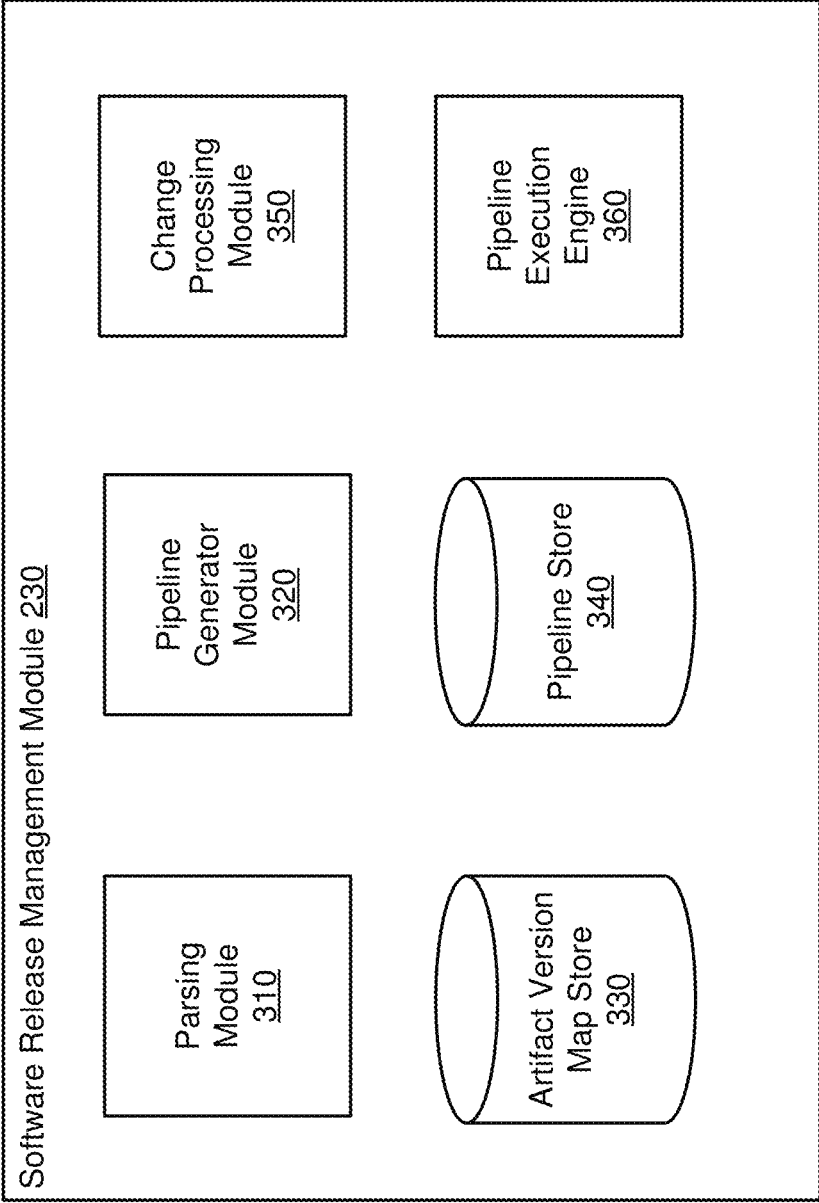 Software Release Management Module 230
Parsing
Module
310
Pipeline
Generator
Module
320
Change
Processing
Module
350
Artifact Version
Map Store
330
Pipeline Store
340
Pipeline
Execution
Engine
360